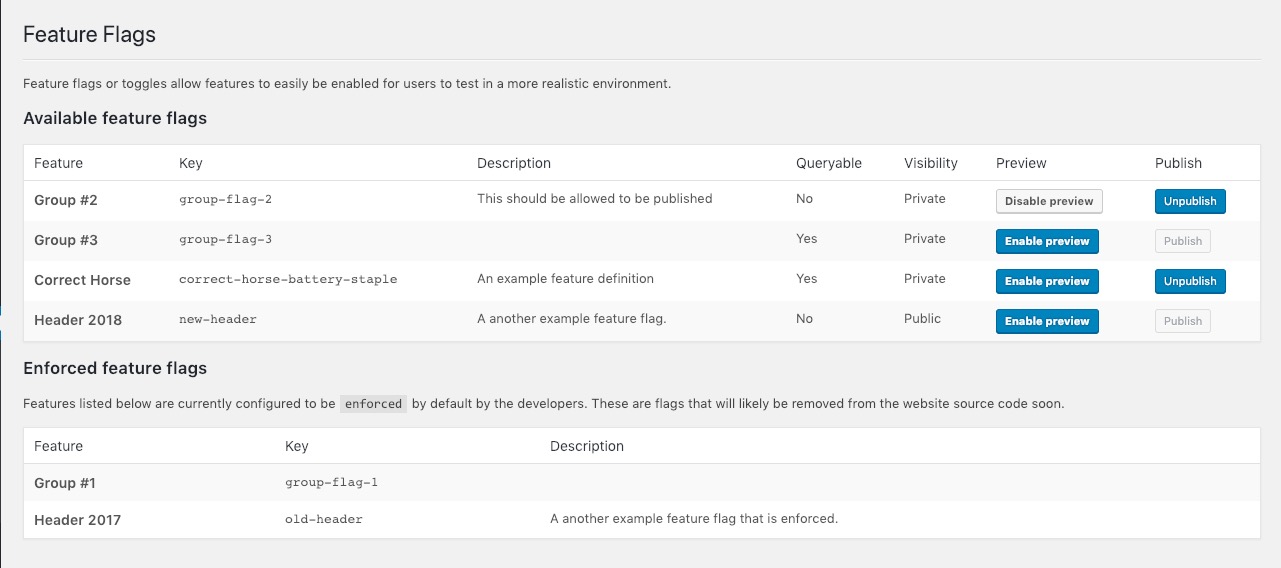 Feature Flags
Feature flags or toggles allow features to easily be enabled for users to test in a more realistic environment.
Available feature flags
Feature Key Description Queryable Visibility Preview Publish
Group #2 group-flag-2 This should be allowed to be published No Private Disable preview Unpublish
Group #3 group-flag-3 Yes Private Enable preview Publish
Correct Horse correct-horse-battery-staple An example feature definition Yes Private Enable preview Unpublish
Header 2018 new-header A another example feature flag. No Public Enable preview Publish
Enforced feature flags
Features listed below are currently configured to be enforced by default by the developers. These are flags that will likely be removed from the website source code soon.
Feature Key Description
Group #1 group-flag-1
Header 2017 old-header A another example feature flag that is enforced.